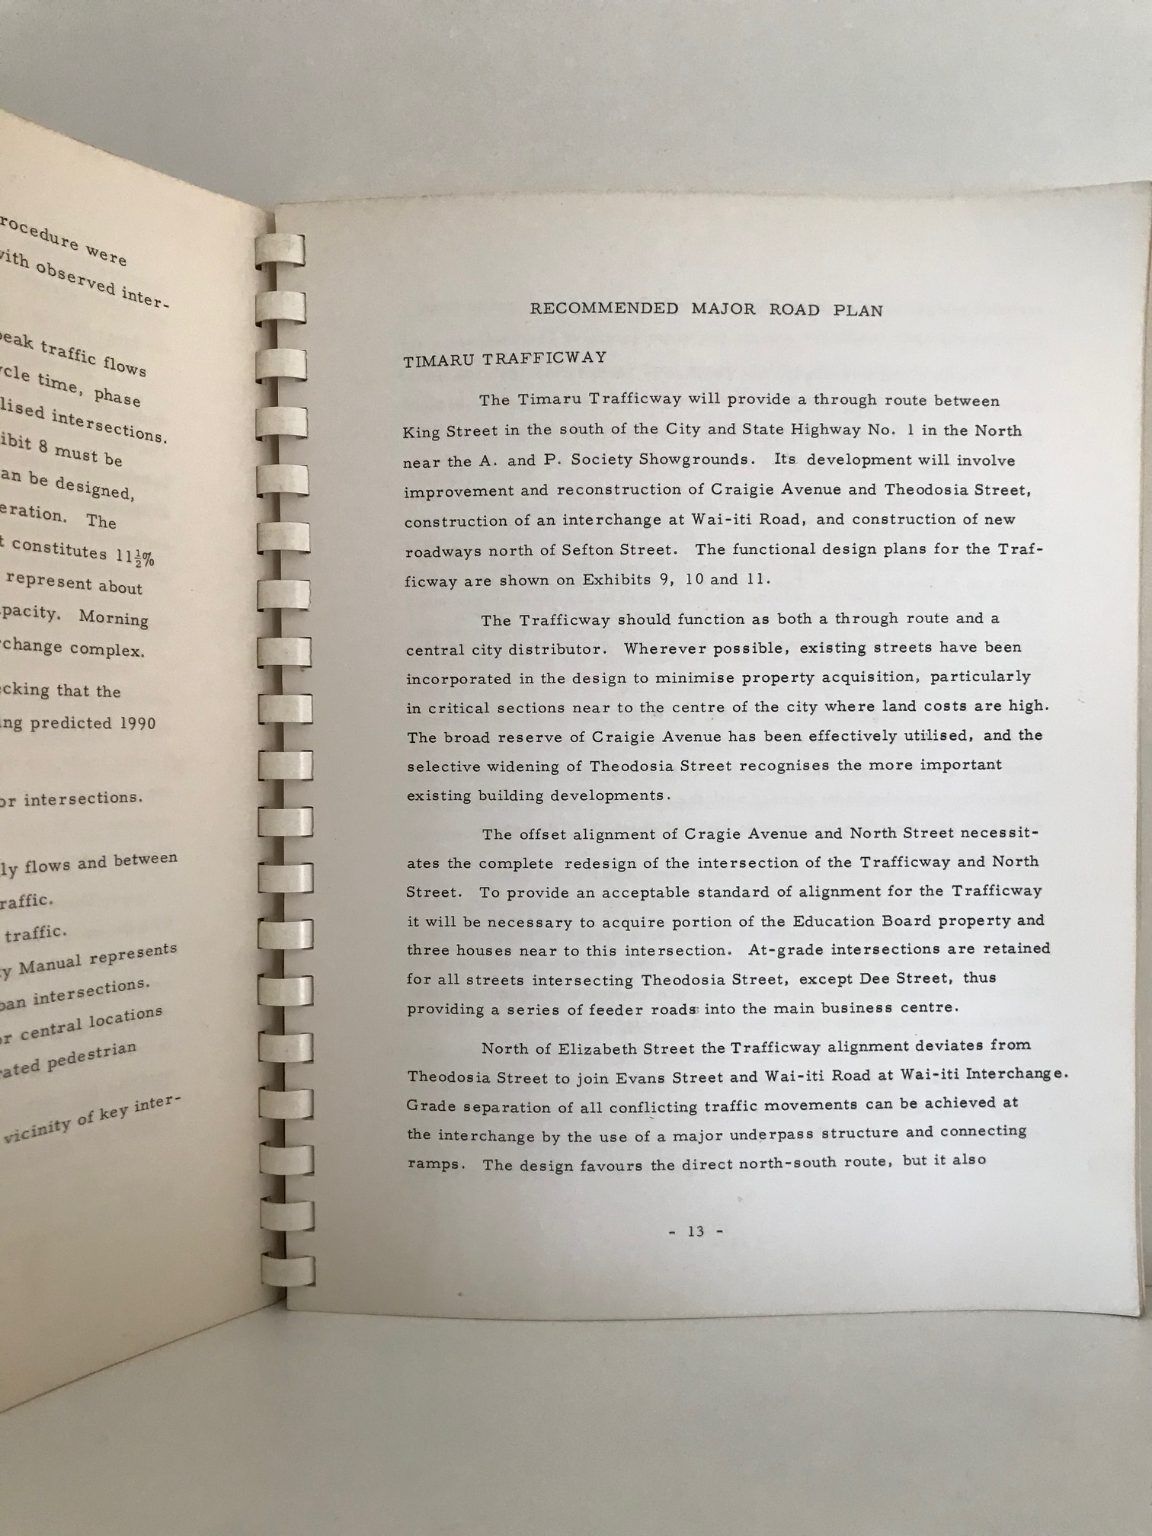 rocedure were
with observed inter-
peak traffic flows
cycle time, phase
lised intersections.
ibit 8 must be
an be designed,
eration. The
t constitutes 11½%
represent about
pacity. Morning
rchange complex.
cking that the
ng predicted 1990
or intersections.
ly flows and between
raffic.
traffic.
ty Manual represents
ban intersections.
or central locations
rated pedestrian
vicinity of key inter-
RECOMMENDED MAJOR ROAD PLAN
TIMARU TRAFFICWAY
The Timaru Trafficway will provide a through route between
King Street in the south of the City and State Highway No. 1 in the North
near the A. and P. Society Showgrounds. Its development will involve
improvement and reconstruction of Craigie Avenue and Theodosia Street,
construction of an interchange at Wai-iti Road, and construction of new
roadways north of Sefton Street. The functional design plans for the Traf-
ficway are shown on Exhibits 9, 10 and 11.
The Trafficway should function as both a through route and a
central city distributor. Wherever possible, existing streets have been
incorporated in the design to minimise property acquisition, particularly
in critical sections near to the centre of the city where land costs are high.
The broad reserve of Craigie Avenue has been effectively utilised, and the
selective widening of Theodosia Street recognises the more important
existing building developments.
The offset alignment of Cragie Avenue and North Street necessit-
ates the complete redesign of the intersection of the Trafficway and North
Street. To provide an acceptable standard of alignment for the Trafficway
it will be necessary to acquire portion of the Education Board property and
three houses near to this intersection. At-grade intersections are retained
for all streets intersecting Theodosia Street, except Dee Street, thus
providing a series of feeder roads into the main business centre.
North of Elizabeth Street the Trafficway alignment deviates from
Theodosia Street to join Evans Street and Wai-iti Road at Wai-iti Interchange.
Grade separation of all conflicting traffic movements can be achieved at
the interchange by the use of a major underpass structure and connecting
ramps. The design favours the direct north-south route, but it also
- 13 -